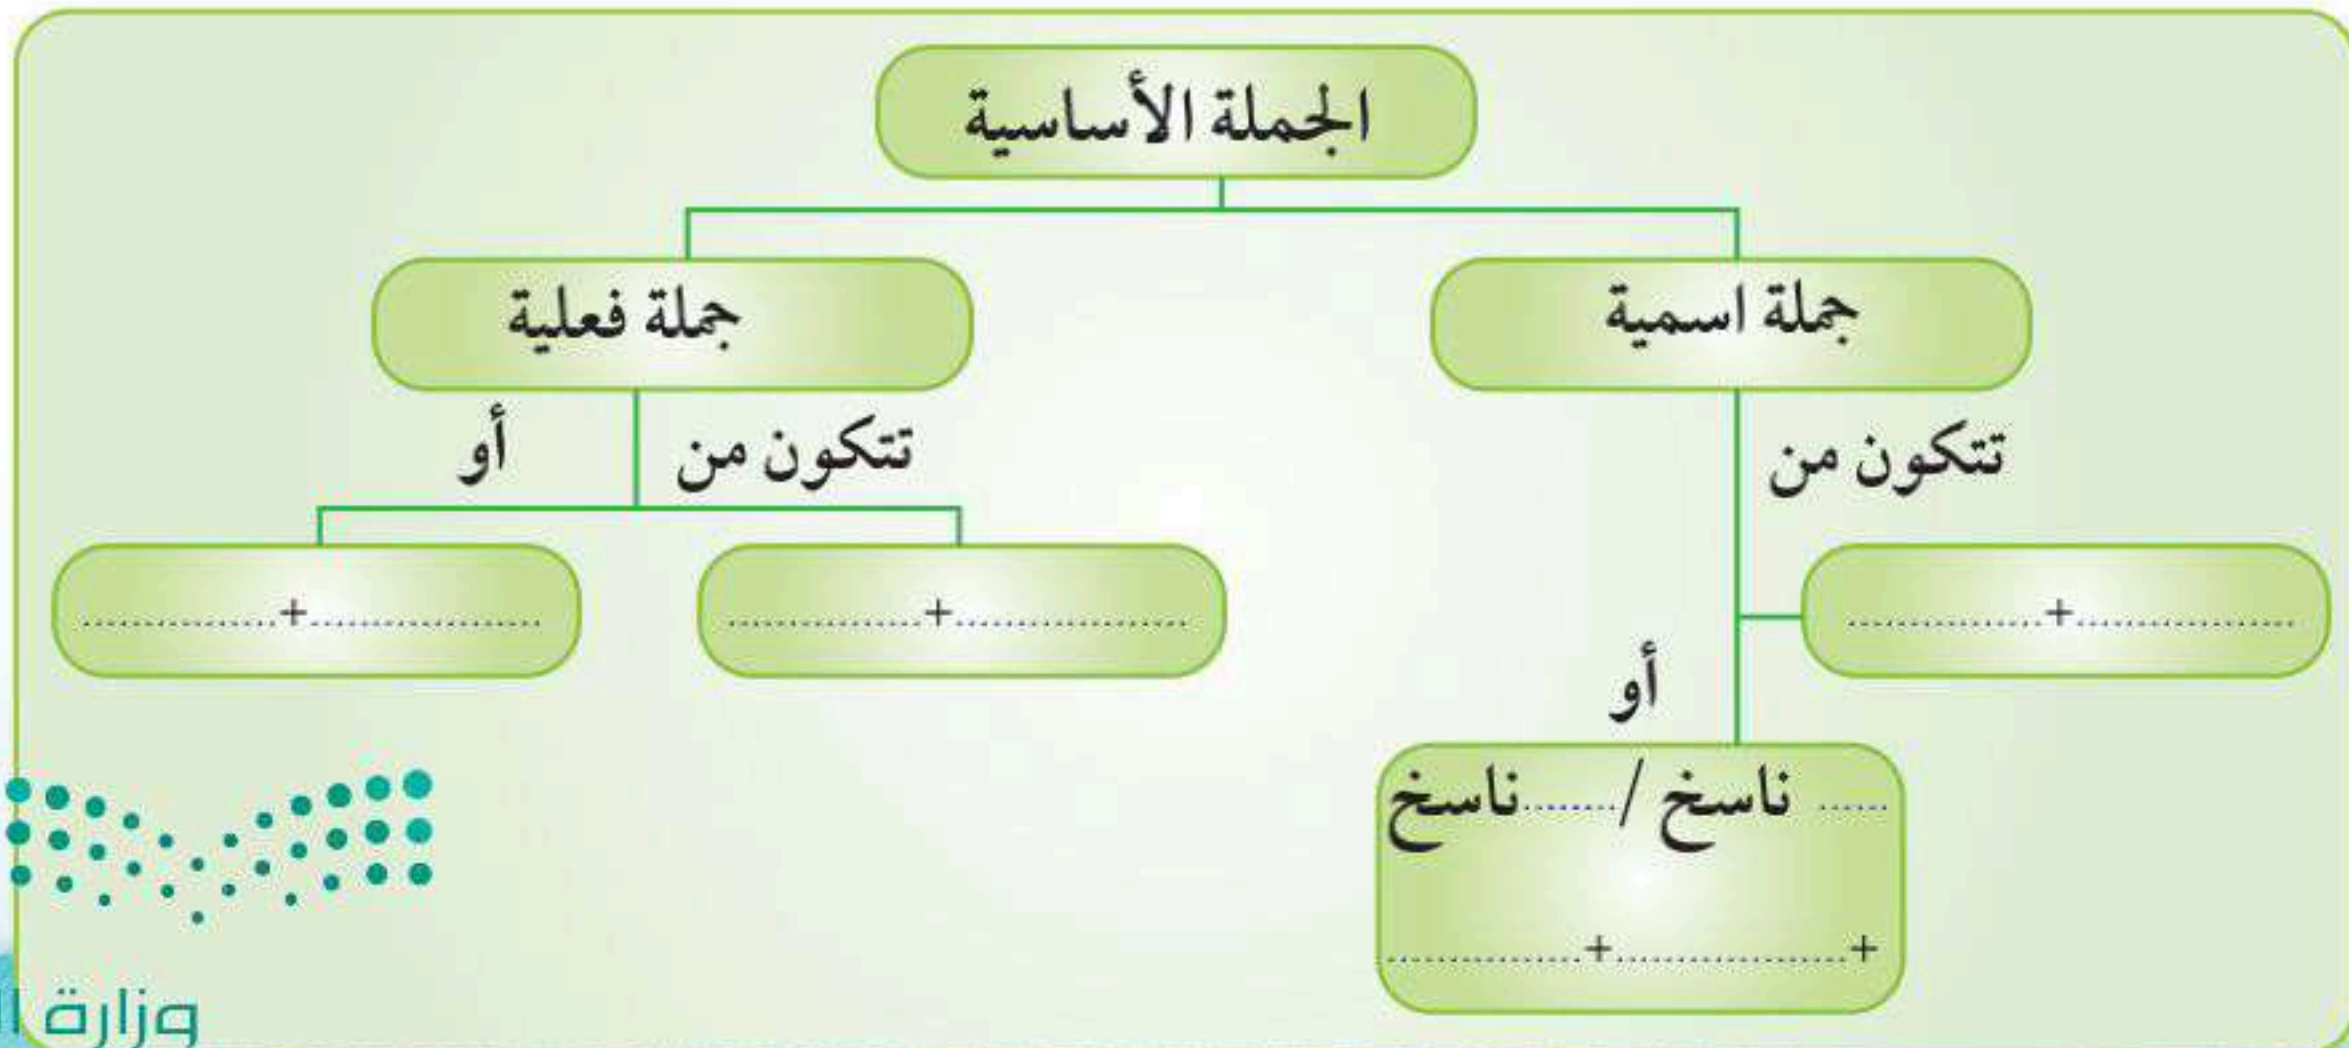 الجملة الأساسية
جملة اسمية
جملة فعلية
تتكون من
تتكون من
أو
..................+..................
..................+..................
..................+..................
أو
...... ناسخ / ........ناسخ
+..................+..................
وزارة